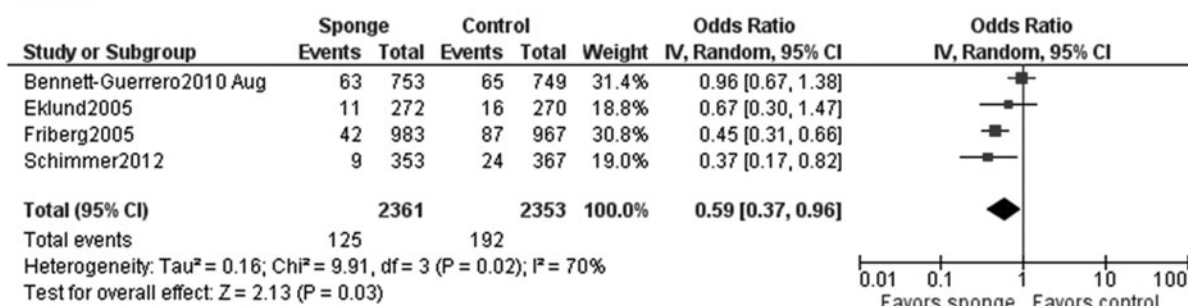 Sponge Control Odds Ratio Odds Ratio
Study or Subgroup Events Total Events Total Weight IV, Random, 95% CI IV, Random, 95% CI
Bennett-Guerrero2010 Aug 63 753 65 749 31.4% 0.96 [0.67, 1.38]
Eklund2005 11 272 16 270 18.8% 0.67 [0.30, 1.47]
Friberg2005 42 983 87 967 30.8% 0.45 [0.31, 0.66]
Schimmer2012 9 353 24 367 19.0% 0.37 [0.17, 0.82]
Total (95% CI) 2361 2353 100.0% 0.59 [0.37, 0.96]
Total events 125 192
Heterogeneity: Tau² = 0.16; Chi² = 9.91, df = 3 (P = 0.02); I² = 70%
Test for overall effect: Z = 2.13 (P = 0.03)
0.01 0.1 1 10 100
Favors sponge Favors control